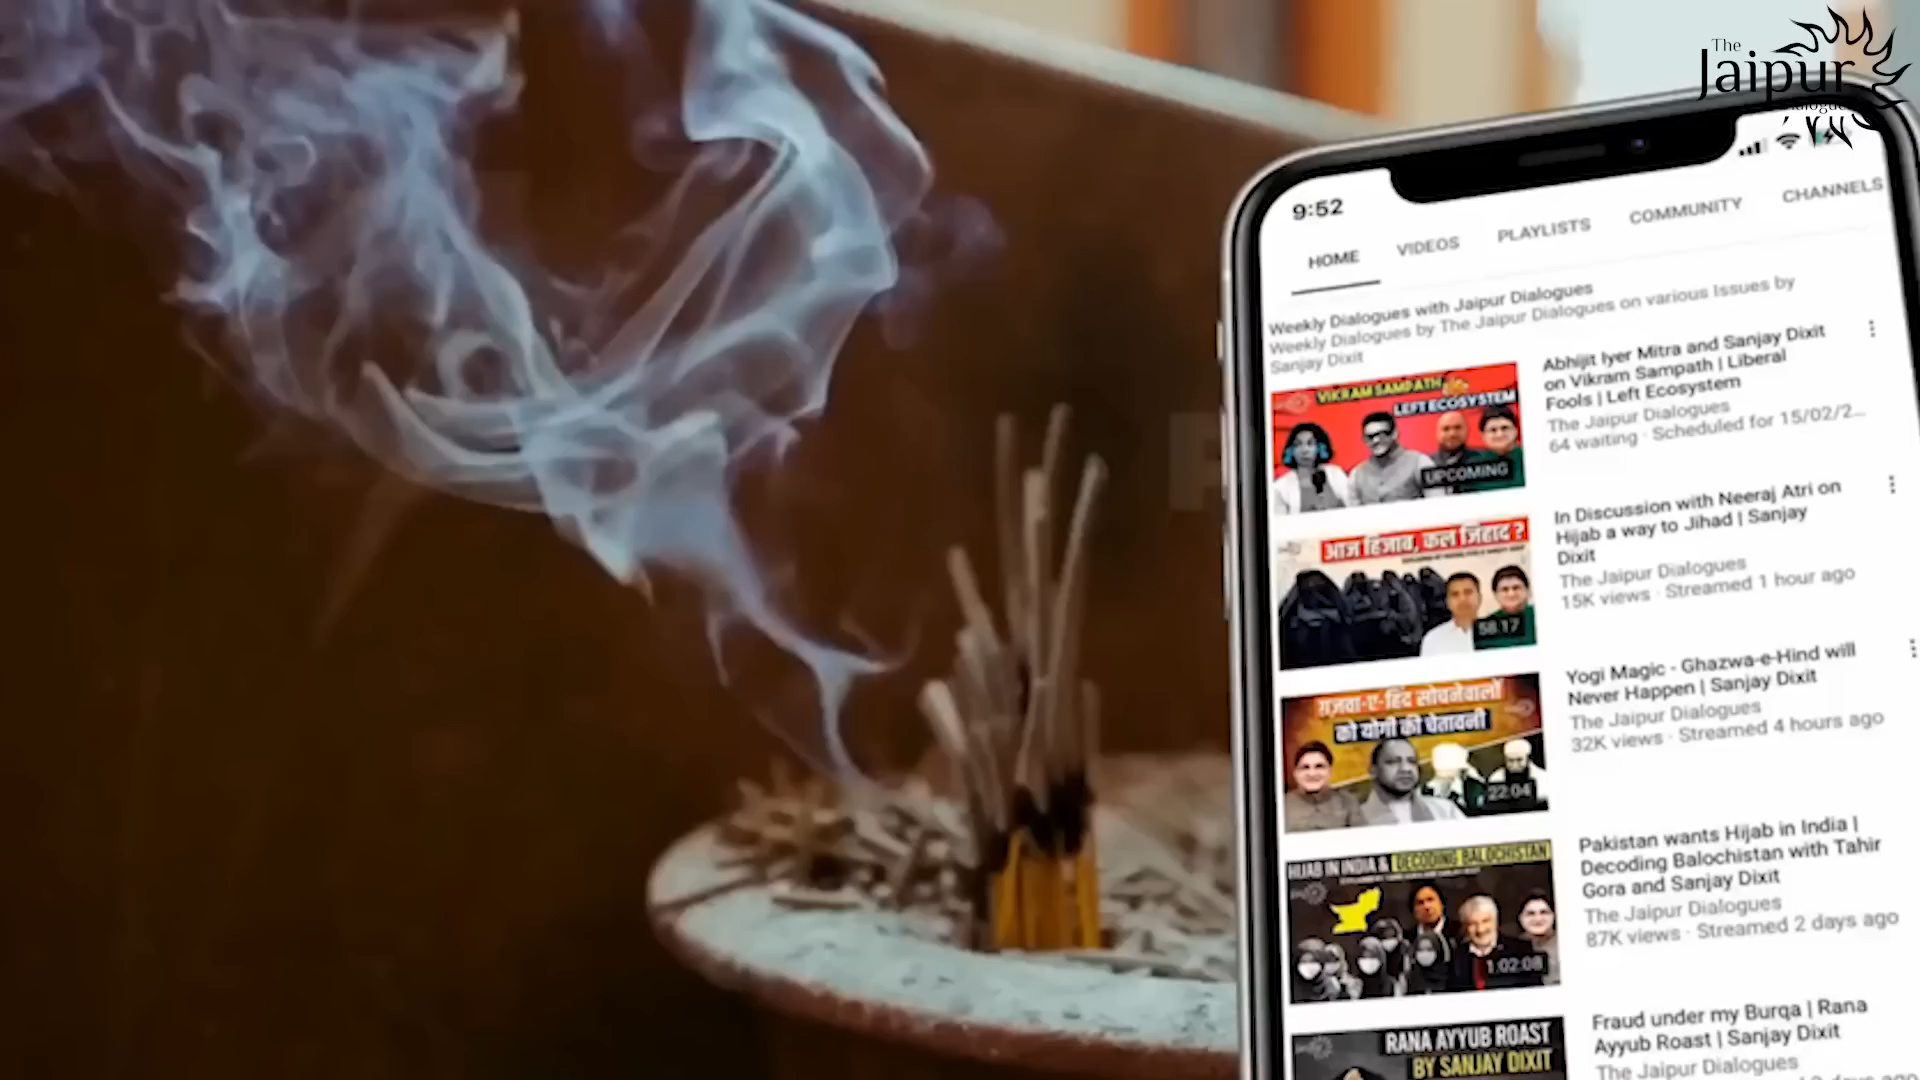 The
Jaipur
Dialogues
9:52
HOME VIDEOS PLAYLISTS COMMUNITY CHANNELS
Weekly Dialogues with Jaipur Dialogues
Weekly Dialogues by The Jaipur Dialogues on various Issues by
Sanjay Dixit
VIKRAM SAMPATH
LEFT ECOSYSTEM
UPCOMING
Abhijit Iyer Mitra and Sanjay Dixit
on Vikram Sampath | Liberal
Fools | Left Ecosystem
The Jaipur Dialogues
64 waiting · Scheduled for 15/02/2...
आज हिजाब, कल जिहाद ?
58:17
In Discussion with Neeraj Atri on
Hijab a way to Jihad | Sanjay
Dixit
The Jaipur Dialogues
15K views · Streamed 1 hour ago
ग़ज़वा-ए-हिंद सोचनेवालों
को योगी की चेतावनी
22:04
Yogi Magic - Ghazwa-e-Hind will
Never Happen | Sanjay Dixit
The Jaipur Dialogues
32K views · Streamed 4 hours ago
HIJAB IN INDIA & DECODING BALOCHISTAN
1:02:08
Pakistan wants Hijab in India |
Decoding Balochistan with Tahir
Gora and Sanjay Dixit
The Jaipur Dialogues
87K views · Streamed 2 days ago
RANA AYYUB ROAST
BY SANJAY DIXIT
Fraud under my Burqa | Rana
Ayyub Roast | Sanjay Dixit
The Jaipur Dialogues
days ago